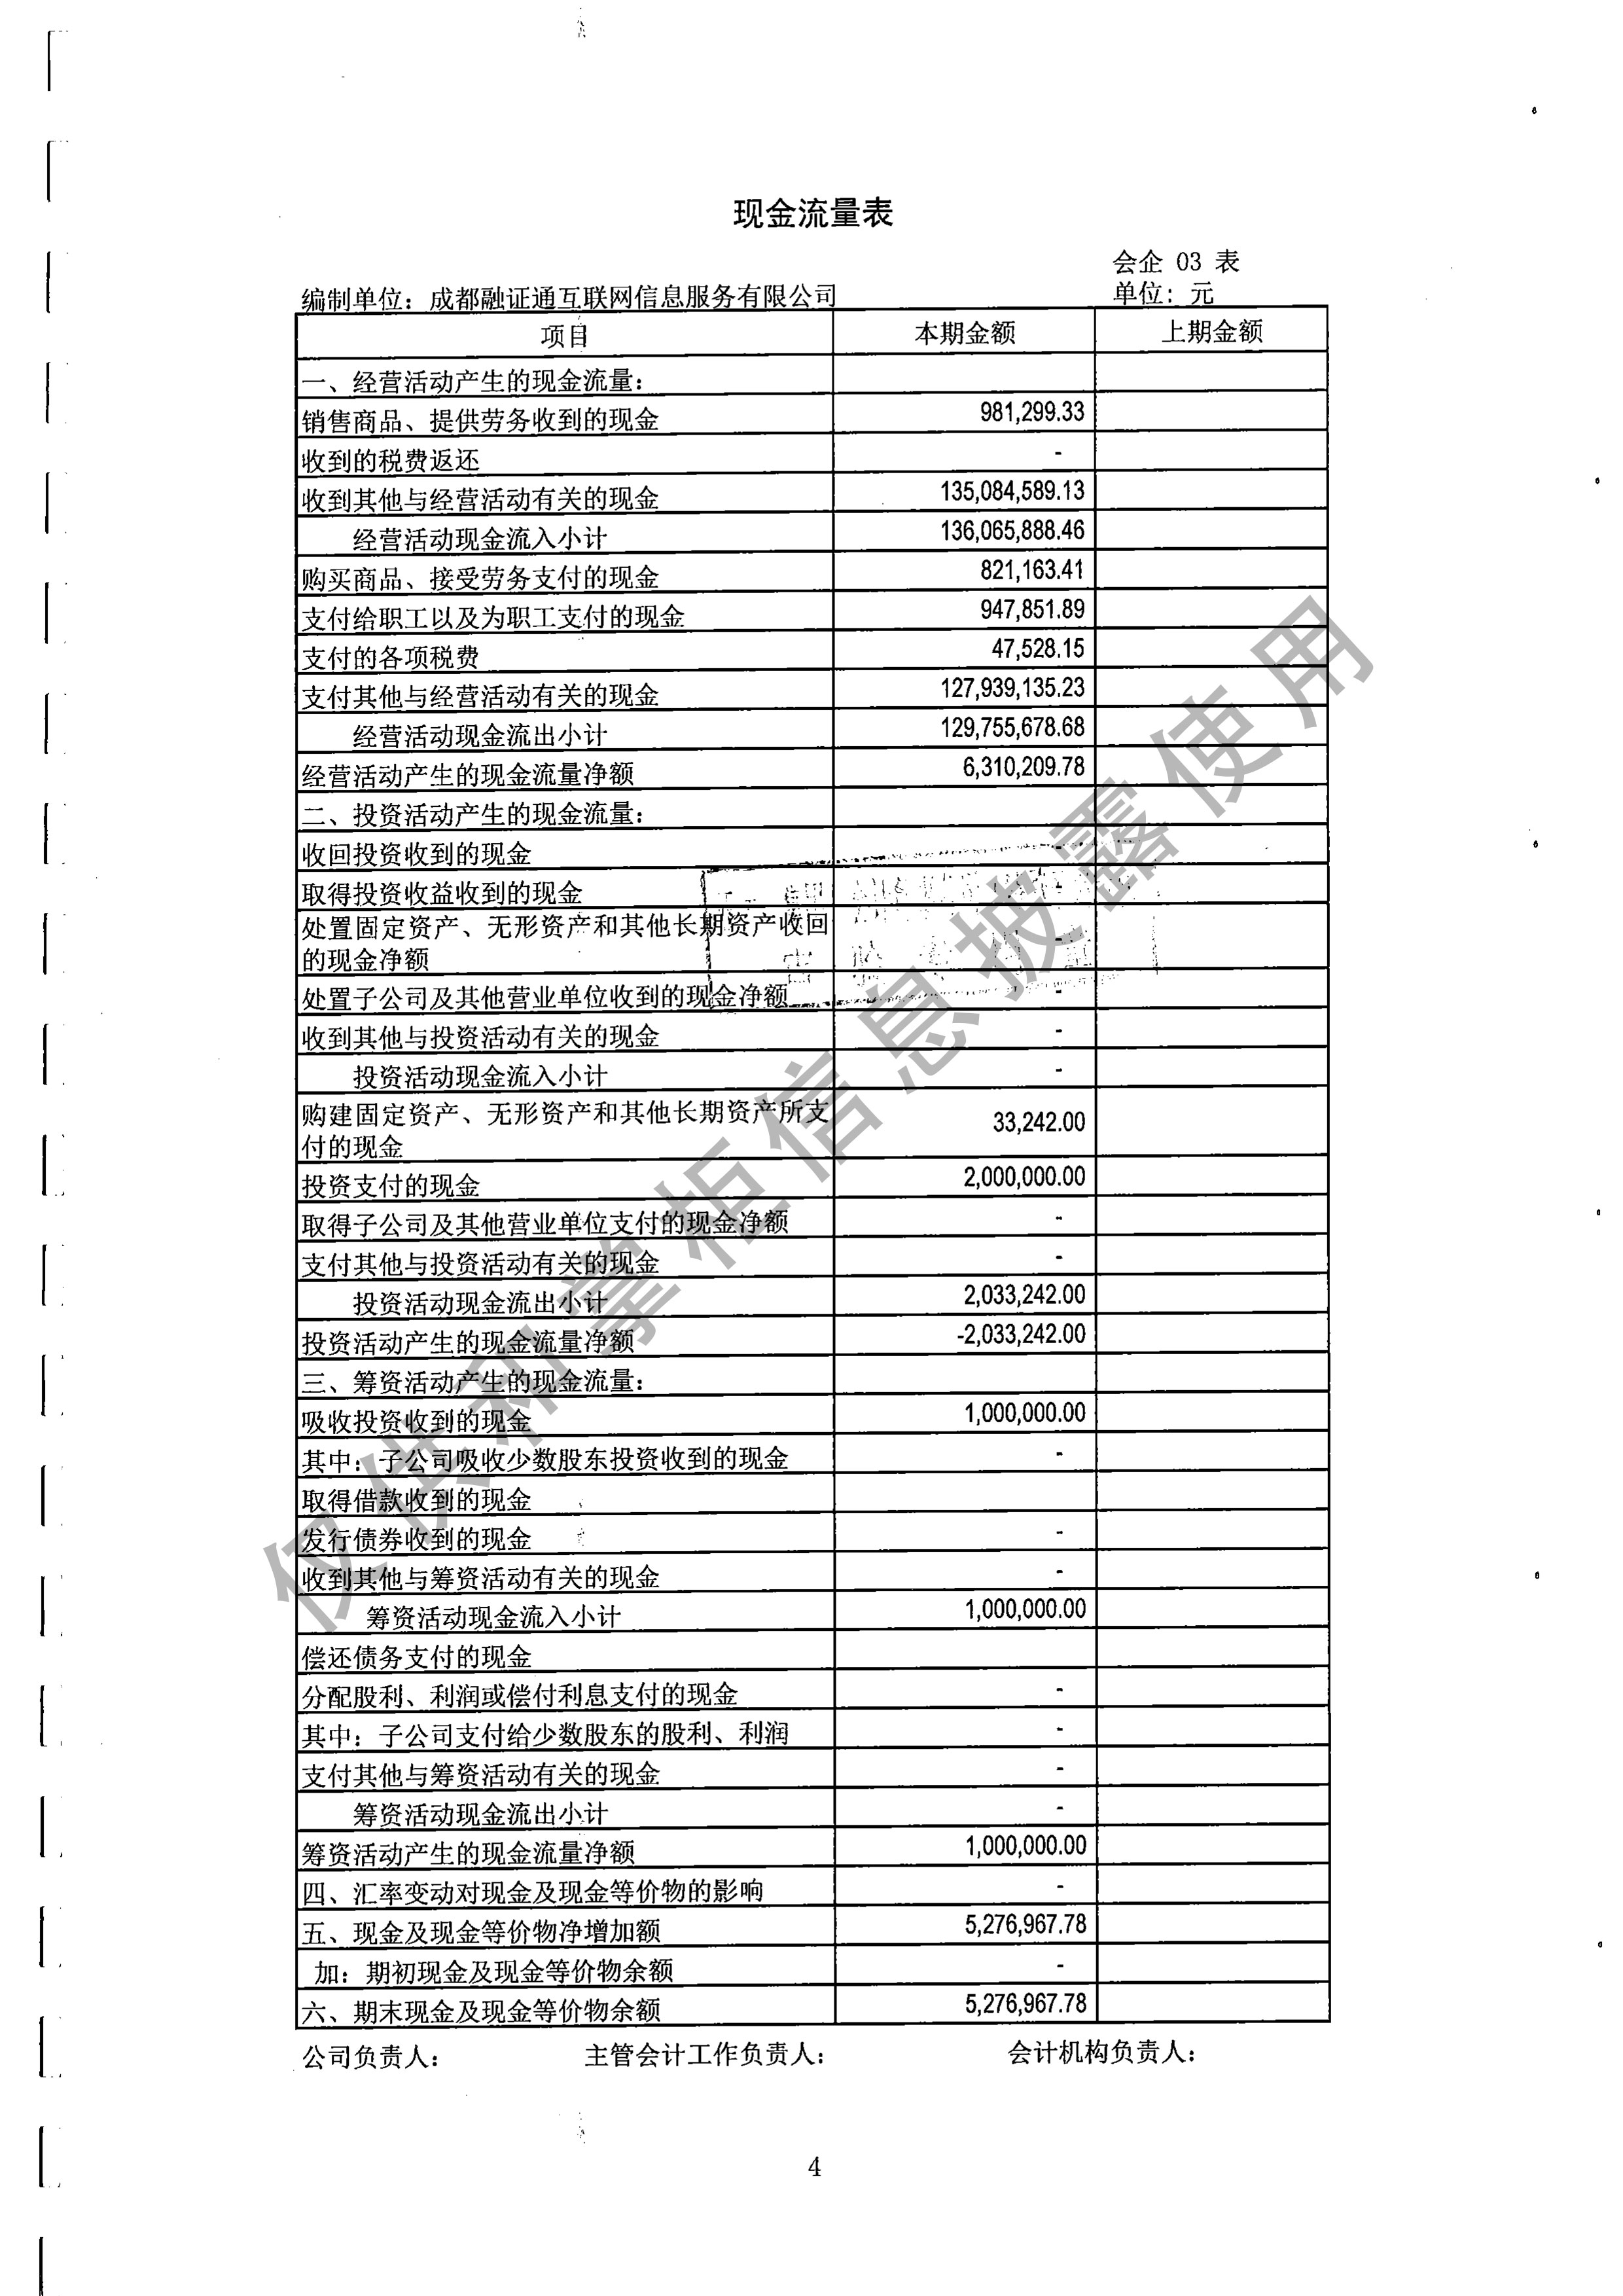 现金流量表
会企 03 表
编制单位：成都融证通互联网信息服务有限公司 单位：元
项目 本期金额 上期金额
一、经营活动产生的现金流量：
销售商品、提供劳务收到的现金 981,299.33
收到的税费返还 -
收到其他与经营活动有关的现金 135,084,589.13
经营活动现金流入小计 136,065,888.46
购买商品、接受劳务支付的现金 821,163.41
支付给职工以及为职工支付的现金 947,851.89
支付的各项税费 47,528.15
支付其他与经营活动有关的现金 127,939,135.23
经营活动现金流出小计 129,755,678.68
经营活动产生的现金流量净额 6,310,209.78
二、投资活动产生的现金流量：
收回投资收到的现金 -
取得投资收益收到的现金 -
处置固定资产、无形资产和其他长期资产收回
的现金净额 -
处置子公司及其他营业单位收到的现金净额 -
收到其他与投资活动有关的现金 -
投资活动现金流入小计 -
购建固定资产、无形资产和其他长期资产所支
付的现金 33,242.00
投资支付的现金 2,000,000.00
取得子公司及其他营业单位支付的现金净额 -
支付其他与投资活动有关的现金 -
投资活动现金流出小计 2,033,242.00
投资活动产生的现金流量净额 -2,033,242.00
三、筹资活动产生的现金流量：
吸收投资收到的现金 1,000,000.00
其中：子公司吸收少数股东投资收到的现金 -
取得借款收到的现金
发行债券收到的现金 -
收到其他与筹资活动有关的现金 -
筹资活动现金流入小计 1,000,000.00
偿还债务支付的现金
分配股利、利润或偿付利息支付的现金 -
其中：子公司支付给少数股东的股利、利润 -
支付其他与筹资活动有关的现金 -
筹资活动现金流出小计 -
筹资活动产生的现金流量净额 1,000,000.00
四、汇率变动对现金及现金等价物的影响 -
五、现金及现金等价物净增加额 5,276,967.78
加：期初现金及现金等价物余额 -
六、期末现金及现金等价物余额 5,276,967.78
公司负责人： 主管会计工作负责人： 会计机构负责人：
4
仅供和掌柜信息披露使用